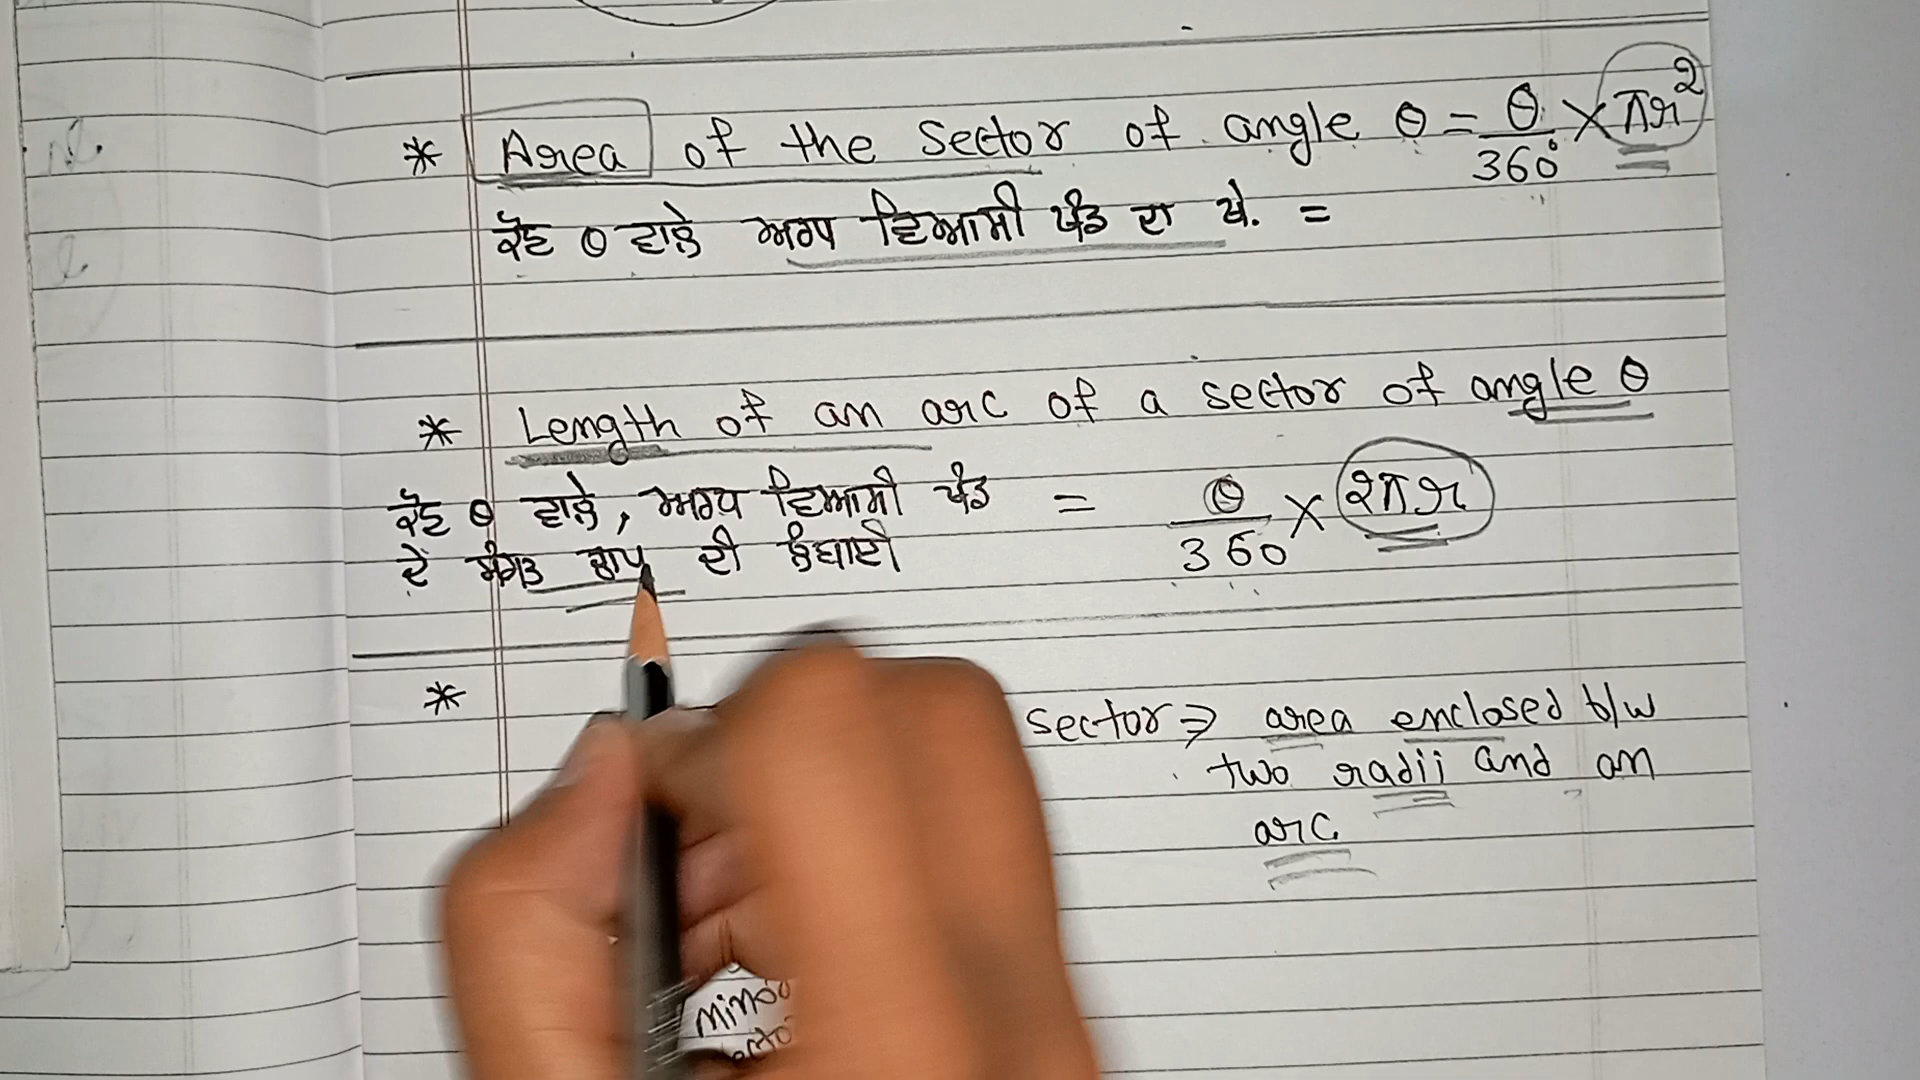 * Area of the sector of angle θ = θ/360° × πr²
ਕੋਣ θ ਵਾਲੇ ਅਰਧ ਵਿਆਸੀ ਖੰਡ ਦਾ ਖੇ. =
* Length of an arc of a sector of angle θ
ਕੋਣ θ ਵਾਲੇ, ਅਰਧ ਵਿਆਸੀ ਖੰਡ = θ/360 × 2πr
ਦੇ ਸੰਗਤ ਚਾਪ ਦੀ ਲੰਬਾਈ
* sector ⇒ area enclosed b/w
two radii and an
arc